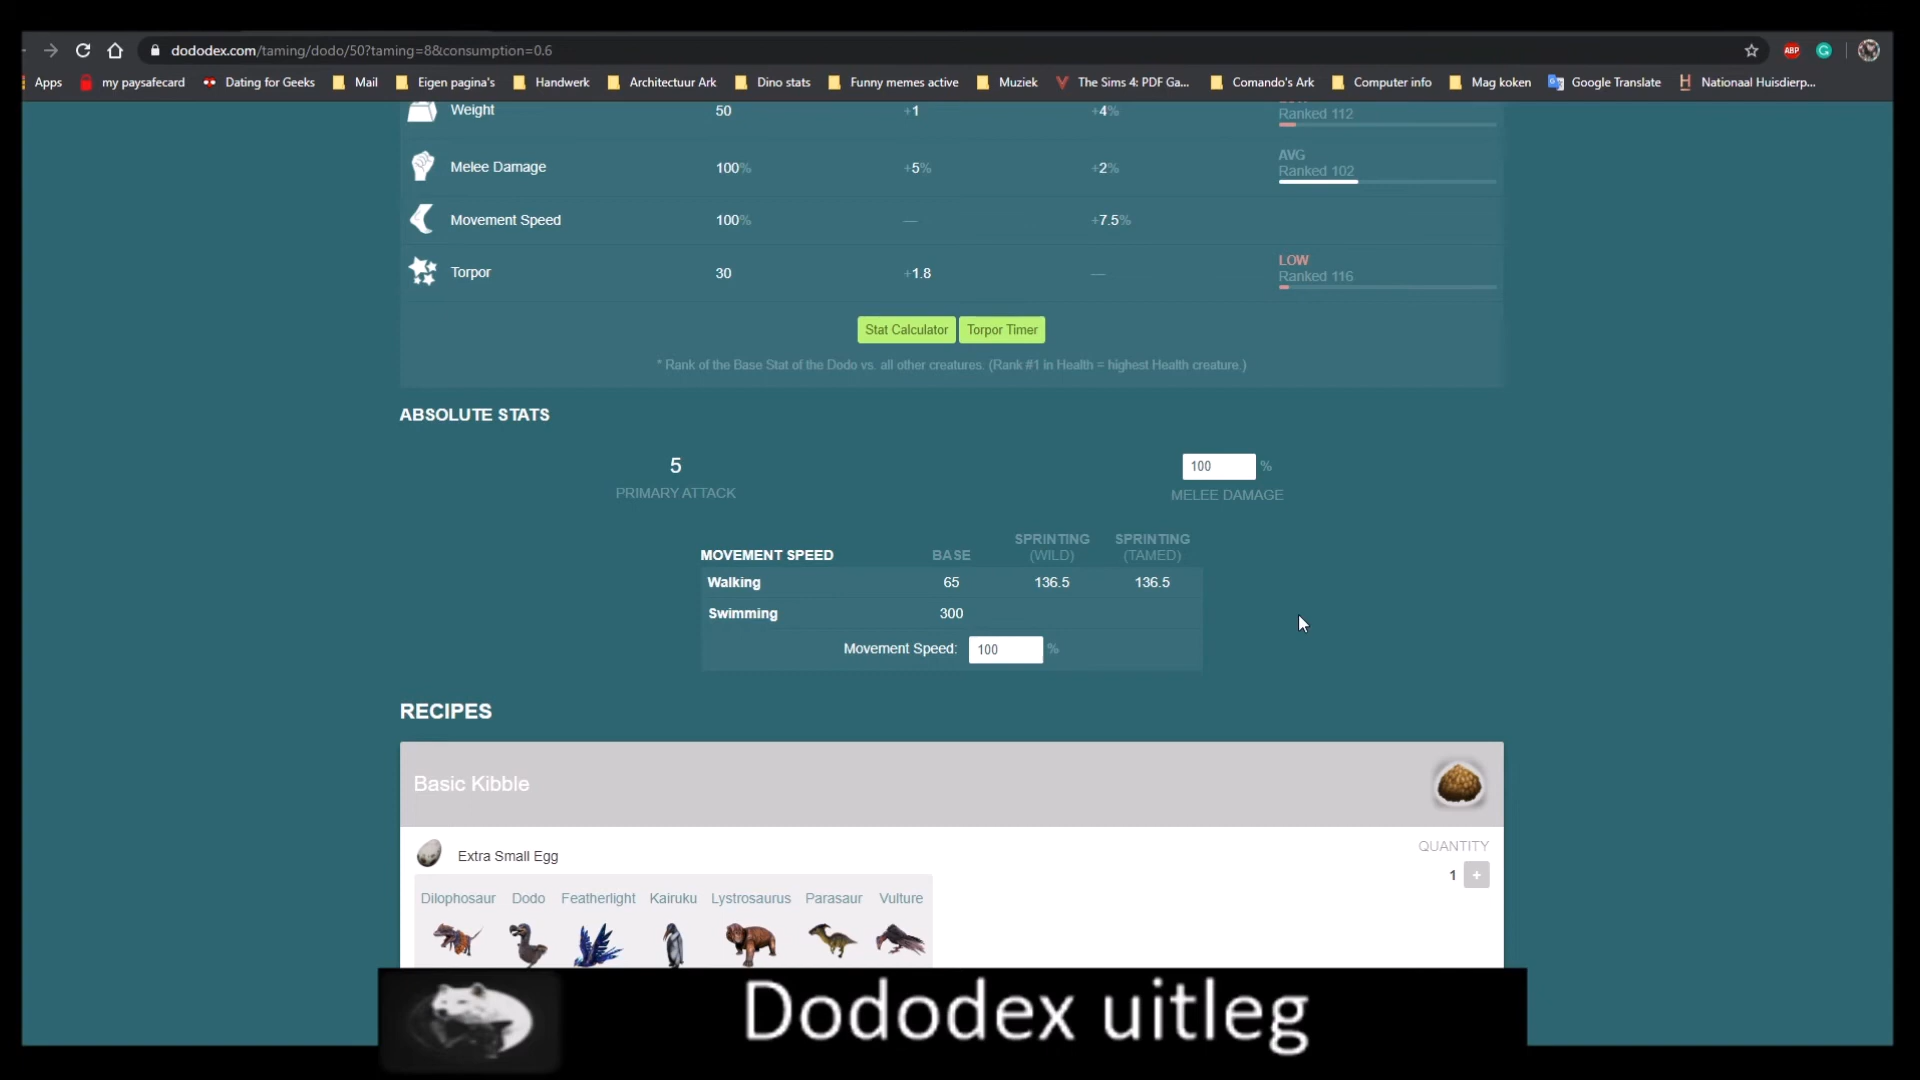 dododex.com/taming/dodo/50?taming=8&consumption=0.6
ABP
Apps my paysafecard Dating for Geeks Mail Eigen pagina's Handwerk Architectuur Ark Dino stats Funny memes active Muziek The Sims 4: PDF Ga... Comando's Ark Computer info Mag koken Google Translate Nationaal Huisdierp...
Weight 50 +1 +4% Ranked 112
Melee Damage 100% +5% +2% AVG
Ranked 102
Movement Speed 100% — +7.5%
Torpor 30 +1.8 — LOW
Ranked 116
Stat Calculator Torpor Timer
* Rank of the Base Stat of the Dodo vs. all other creatures. (Rank #1 in Health = highest Health creature.)
ABSOLUTE STATS
5 100 %
PRIMARY ATTACK MELEE DAMAGE
MOVEMENT SPEED BASE SPRINTING (WILD) SPRINTING (TAMED)
Walking 65 136.5 136.5
Swimming 300
Movement Speed: 100 %
RECIPES
Basic Kibble
QUANTITY
Extra Small Egg
1 +
Dilophosaur Dodo Featherlight Kairuku Lystrosaurus Parasaur Vulture
Dododex uitleg